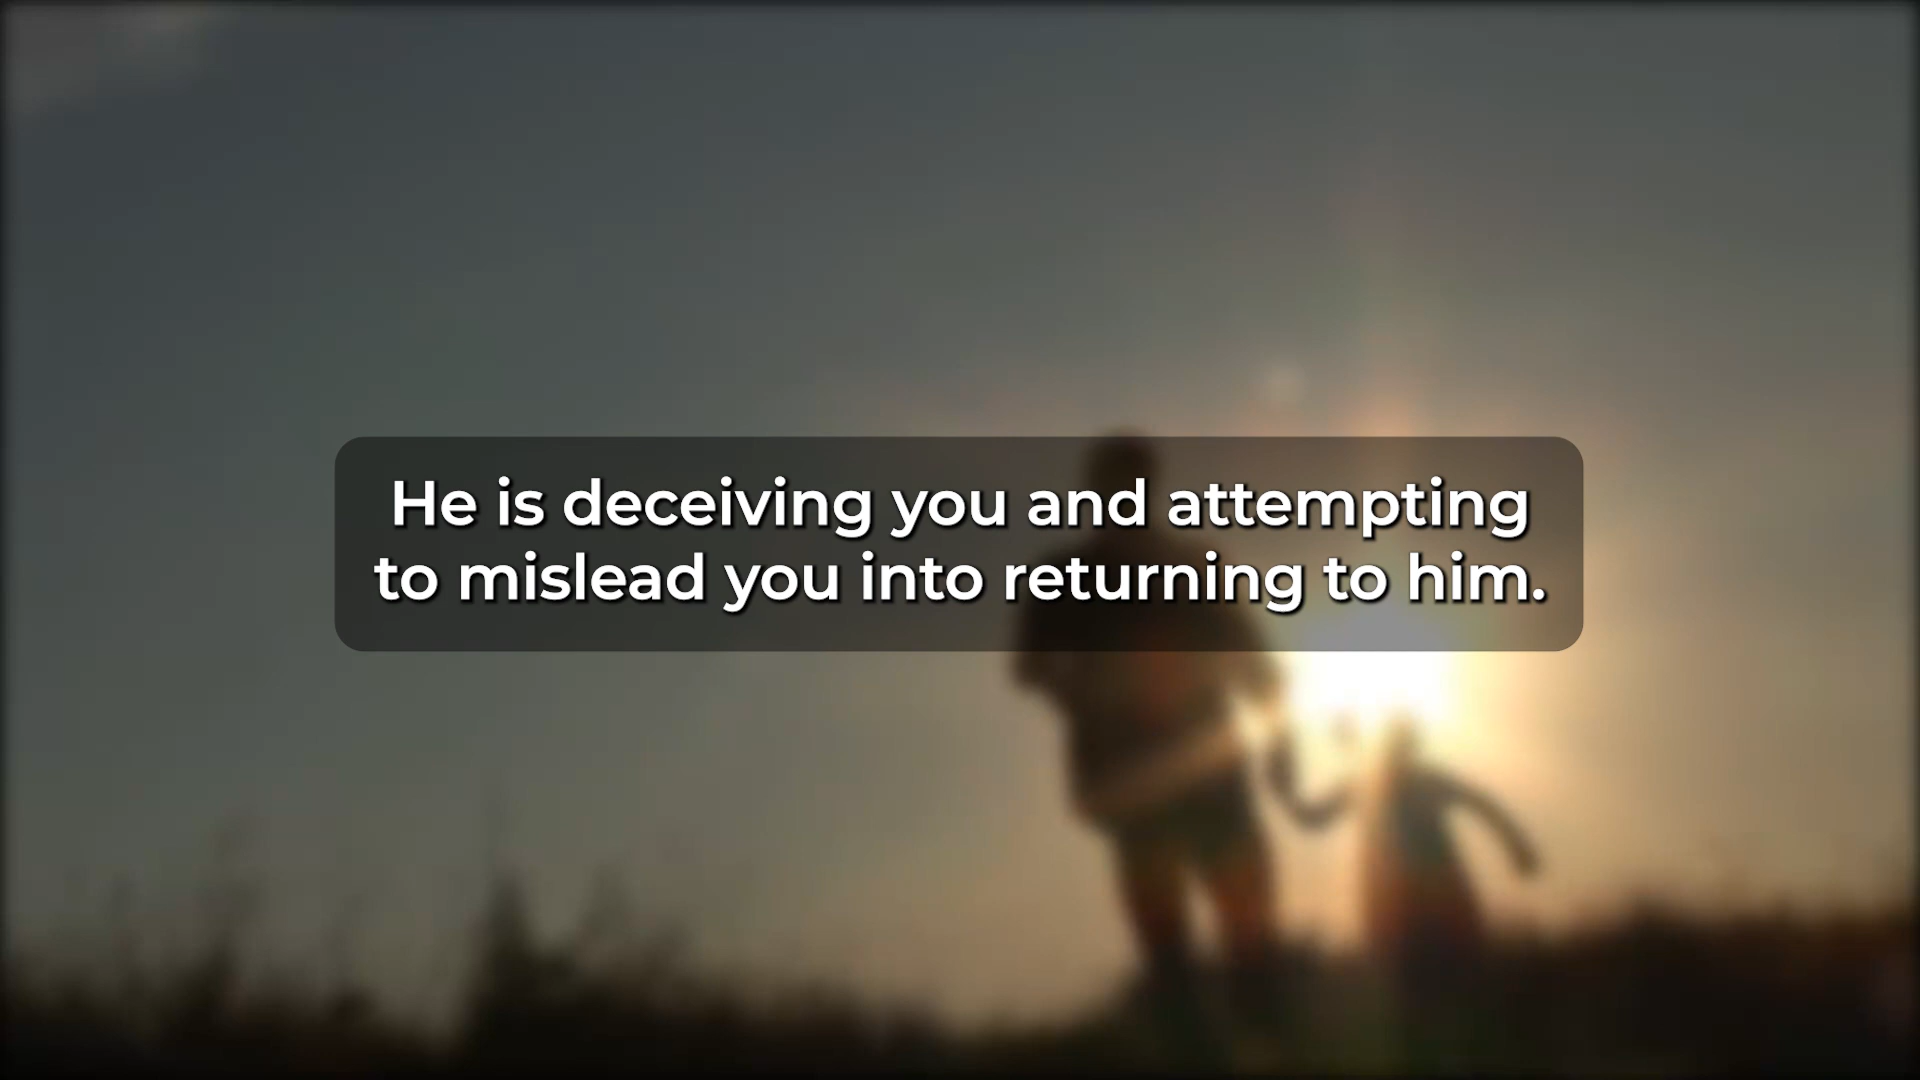 He is deceiving you and attempting
to mislead you into returning to him.